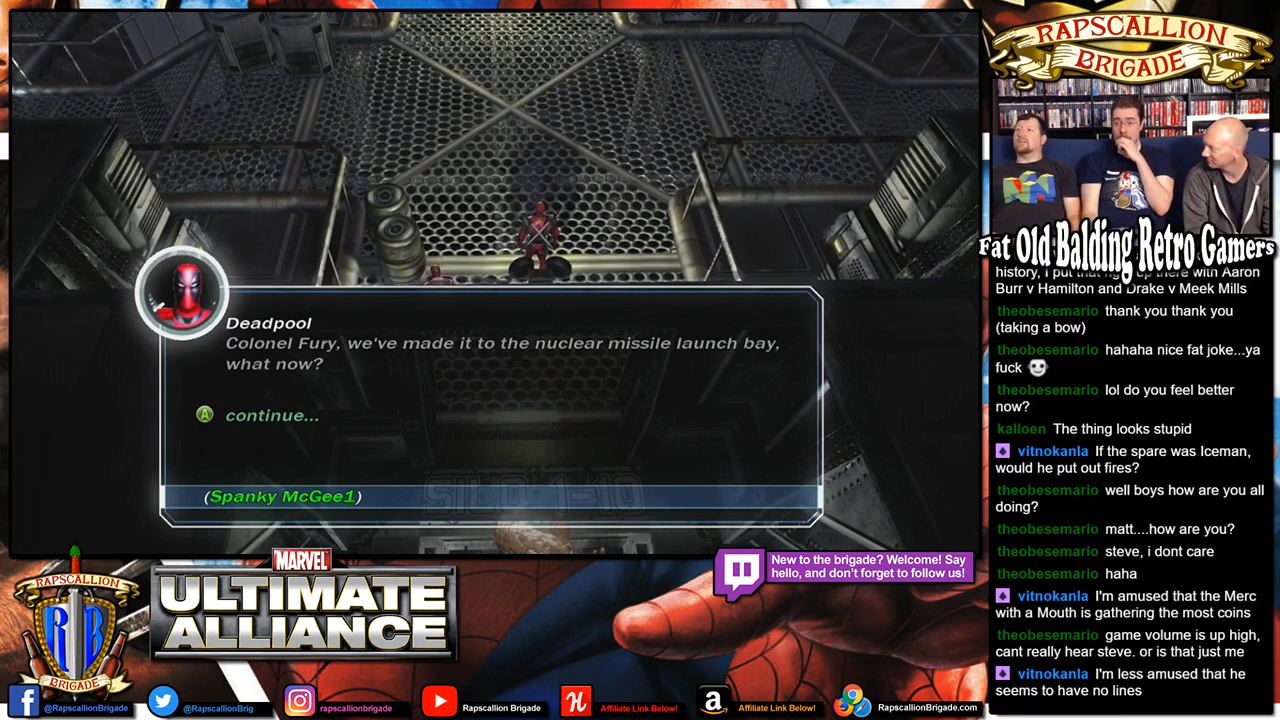 Deadpool
Colonel Fury, we've made it to the nuclear missile launch bay,
what now?
A continue...
(Spanky McGee1)
RAPSCALLION
BRIGADE
Fat Old Balding Retro Gamers
Burr v Hamilton and Drake v Meek Mills
theobesemario thank you thank you
(taking a bow)
theobesemario hahaha nice fat joke...ya
fuck
theobesemario lol do you feel better
now?
kalloen The thing looks stupid
vitnokanla If the spare was Iceman,
would he put out fires?
theobesemario well boys how are you all
doing?
theobesemario matt....how are you?
theobesemario steve, i dont care
theobesemario haha
vitnokanla I'm amused that the Merc
with a Mouth is gathering the most coins
theobesemario game volume is up high,
cant really hear steve. or is that just me
vitnokanla I'm less amused that he
seems to have no lines
New to the brigade? Welcome! Say
hello, and don't forget to follow us!
RAPSCALLION
RB
BRIGADE
MARVEL
ULTIMATE
ALLIANCE
@RapscallionBrigade
@RapscallionBrig
rapscallionbrigade
Rapscallion Brigade
Affiliate Link Below!
Affiliate Link Below!
RapscallionBrigade.com